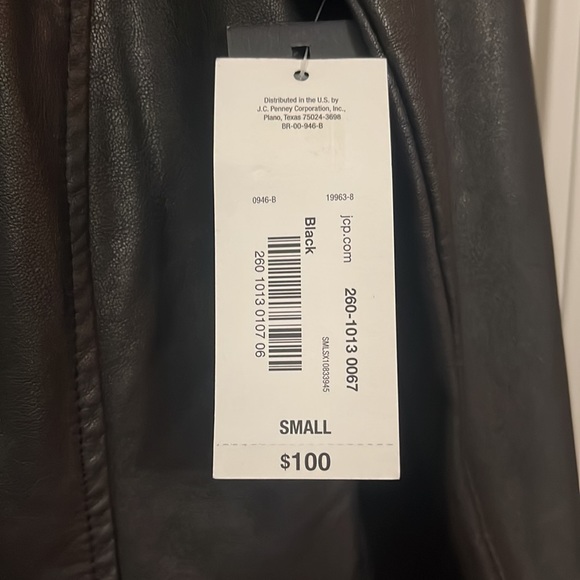 Distributed in the U.S. by
J.C. Penney Corporation, Inc.,
Plano, Texas 75024-3698
BR-00-946-B
0946-B
19963-8
jcp.com
260-1013 0067
SMLSX10833945
Black
260 1013 0107 06
SMALL
$100